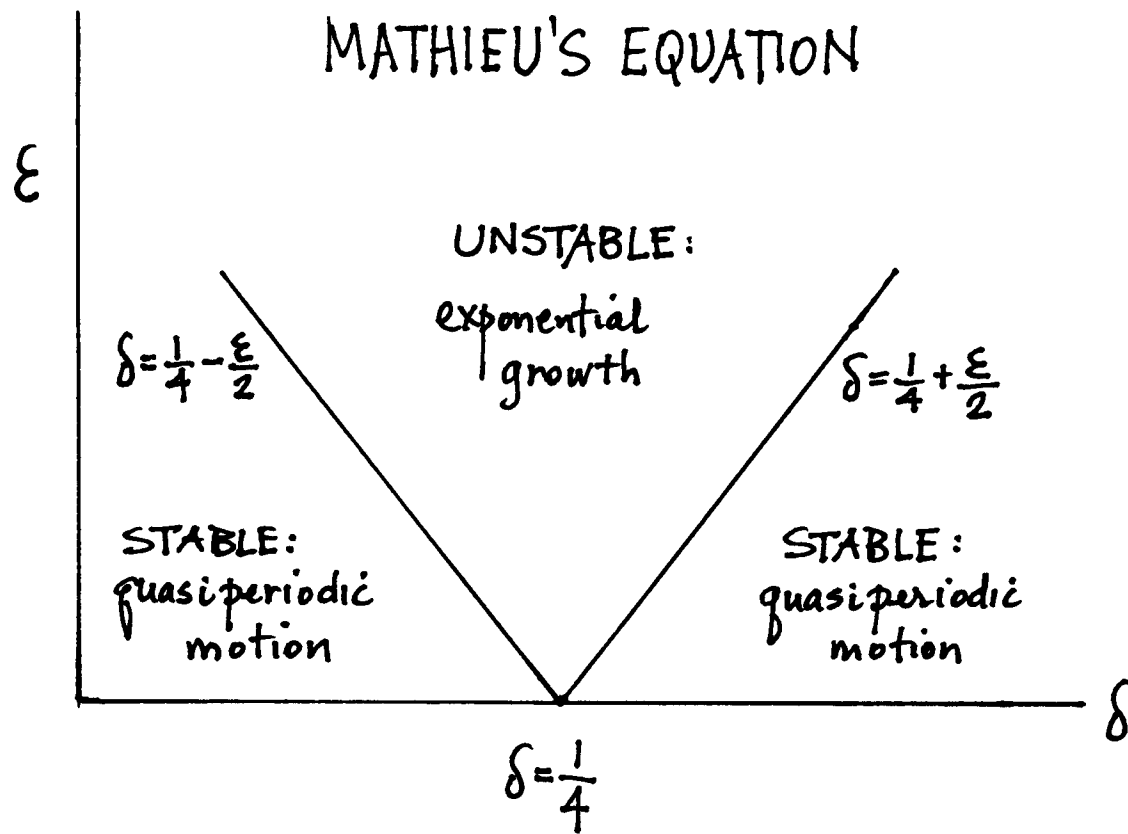 MATHIEU'S EQUATION
ε
UNSTABLE:
exponential
growth
δ=1/4-ε/2
δ=1/4+ε/2
STABLE:
quasiperiodic
motion
STABLE:
quasiperiodic
motion
δ
δ=1/4